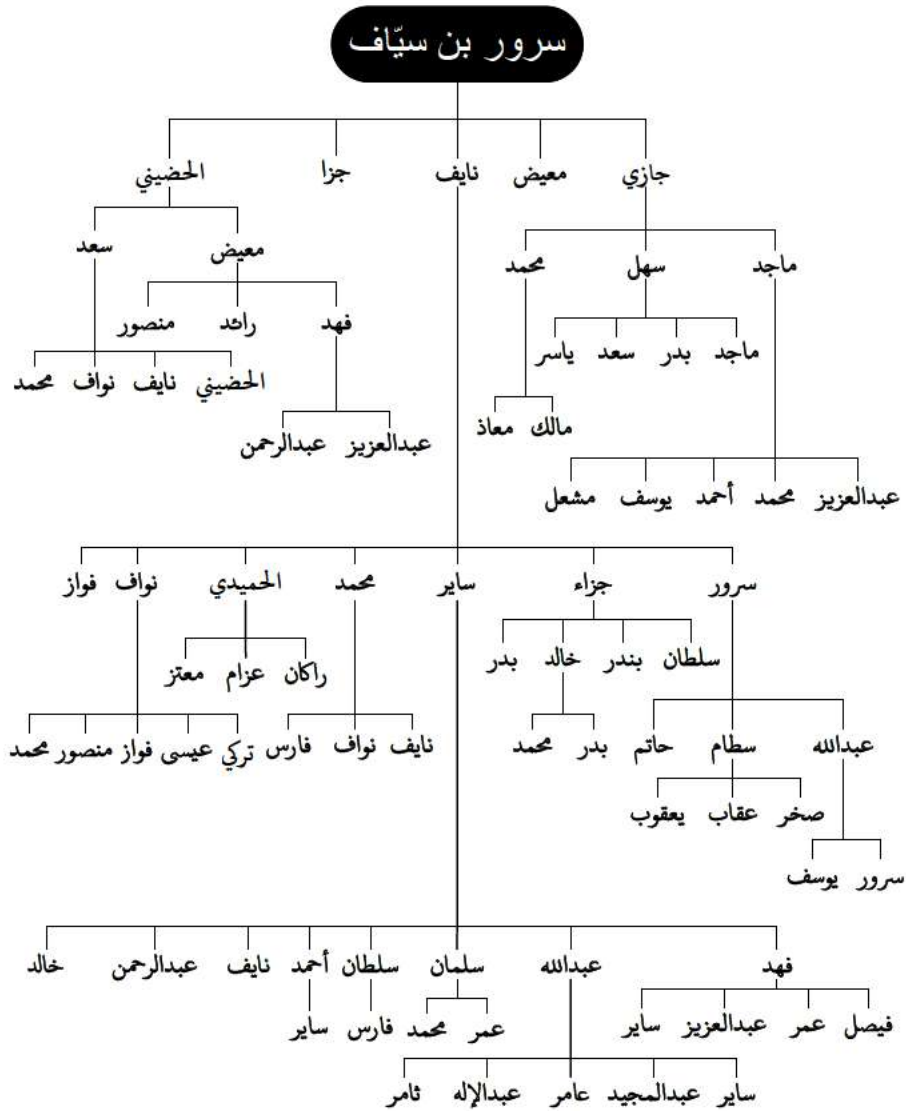 سرور بن سيّاف
جازي معيض نايف جزا الحضيني
ماجد سهل محمد معيض سعد
ماجد بدر سعد ياسر فهد رائد منصور
الحضيني نايف نواف محمد
مالك معاذ عبدالعزيز عبدالرحمن
عبدالعزيز محمد أحمد يوسف مشعل
سرور جزاء ساير محمد الحميدي نواف فواز
سلطان بندر خالد بدر راكان عزام معتز
عبدالله سطام حاتم بدر محمد نايف نواف فارس تركي عيسى فواز منصور محمد
صخر عقاب يعقوب
سرور يوسف
فهد عبدالله سلمان سلطان أحمد نايف عبدالرحمن خالد
فيصل عمر عبدالعزيز ساير عمر محمد فارس ساير
ساير عبدالمجيد عامر عبدالإله ثامر